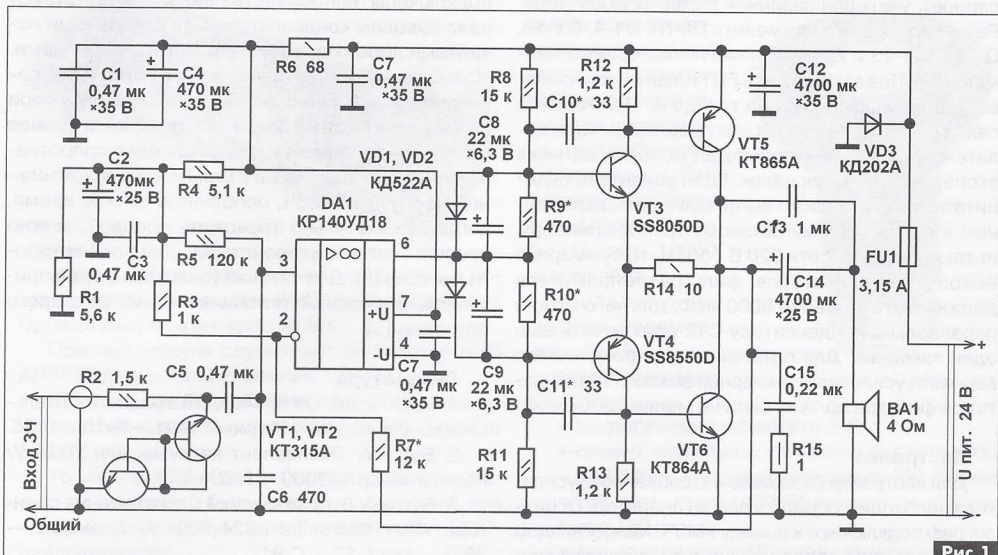 C1
0,47 мк
×35 В
C4
470 мк
×35 В
R6 68
C7
0,47 мк
×35 В
R8
15 к
R12
1,2 к
C10*
33
C12
4700 мк
×35 В
VT5
КТ865А
VD3
КД202А
C2
470мк
×25 В
R4 5,1 к
VD1, VD2
КД522А
C8
22 мк
×6,3 В
DA1
КР140УД18
R9*
470
VT3
SS8050D
C13 1 мк
FU1
3,15 А
C3
0,47 мк
R5 120 к
3
6
R1
5,6 к
R3
1 к
2
7
+U
-U
4
R14 10
C14
4700 мк
×25 В
R10*
470
VT4
SS8550D
C7
0,47 мк
×35 В
C9
22 мк
×6,3 В
R2
1,5 к
C5 0,47 мк
C11*
33
C15
0,22 мк
BA1
4 Ом
VT1, VT2
КТ315А
R7*
12 к
R11
15 к
R13
1,2 к
VT6
КТ864А
R15
1
C6 470
Вход ЗЧ
Общий
U пит. 24 В
Рис. 1